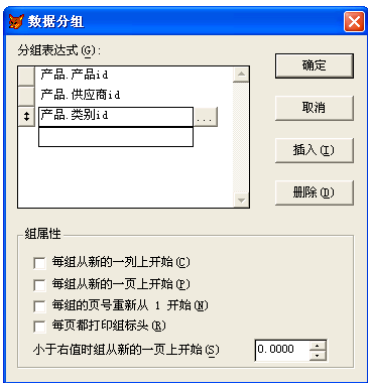 数据分组
分组表达式(G):
产品.产品id
产品.供应商id
产品.类别id
...
确定
取消
插入(I)
删除(D)
组属性
每组从新的一列上开始(C)
每组从新的一页上开始(P)
每组的页号重新从 1 开始(N)
每页都打印组标头(R)
小于右值时组从新的一页上开始(S) 0.0000